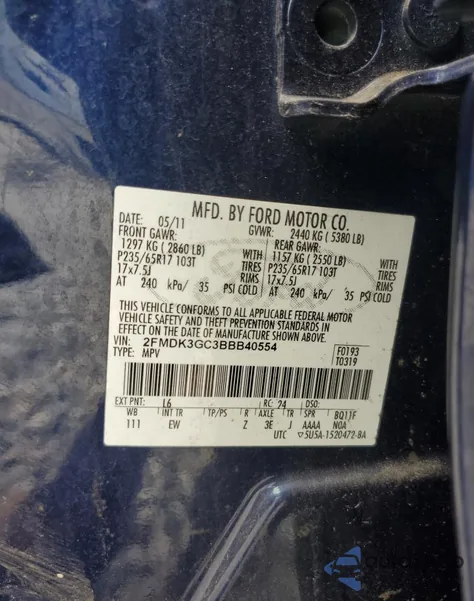 MFD. BY FORD MOTOR CO.
DATE: 05/11 GVWR: 2440 KG ( 5380 LB)
FRONT GAWR: REAR GAWR:
1297 KG ( 2860 LB) WITH 1157 KG ( 2550 LB) WITH
P235/65R17 103T TIRES P235/65R17 103T TIRES
17x7.5J RIMS 17x7.5J RIMS
AT 240 kPa/ 35 PSI COLD AT 240 kPa/ 35 PSI COLD
THIS VEHICLE CONFORMS TO ALL APPLICABLE FEDERAL MOTOR
VEHICLE SAFETY AND THEFT PREVENTION STANDARDS IN
EFFECT ON THE DATE OF MANUFACTURE SHOWN ABOVE.
VIN: 2FMDK3GC3BBB40554 F0193
TYPE: MPV T0319
EXT PNT: L6 RC: 24 DSO:
WB INT TR TP/PS R AXLE TR SPR BQ1JF
111 EW Z 3E J AAAA N0A
UTC 5U5A-1520472-BA